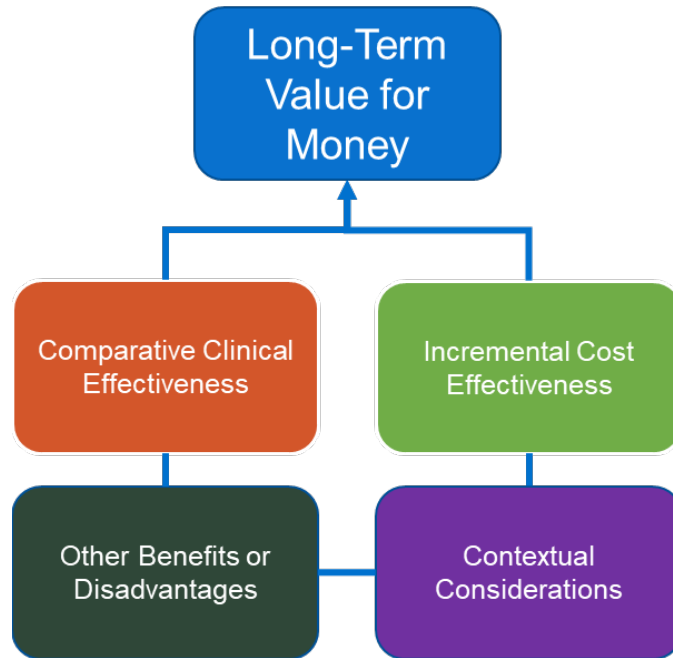 Long-Term
Value for
Money
Comparative Clinical
Effectiveness
Incremental Cost
Effectiveness
Other Benefits or
Disadvantages
Contextual
Considerations